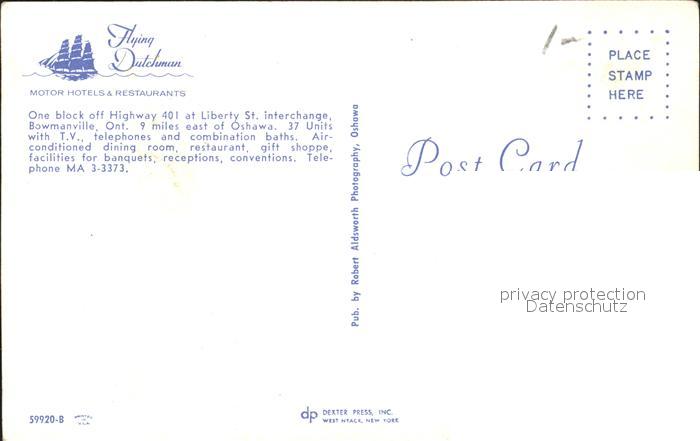 Flying
Dutchman
MOTOR HOTELS & RESTAURANTS
One block off Highway 401 at Liberty St. interchange,
Bowmanville, Ont. 9 miles east of Oshawa. 37 Units
with T.V., telephones and combination baths. Air-
conditioned dining room, restaurant, gift shoppe,
facilities for banquets, receptions, conventions. Tele-
phone MA 3-3373.
Pub. by Robert Aldsworth Photography, Oshawa
1-
PLACE
STAMP
HERE
Post Card
privacy protection
Datenschutz
59920-B
PRINTED
IN
U.S.A.
dp DEXTER PRESS, INC.
WEST NYACK, NEW YORK